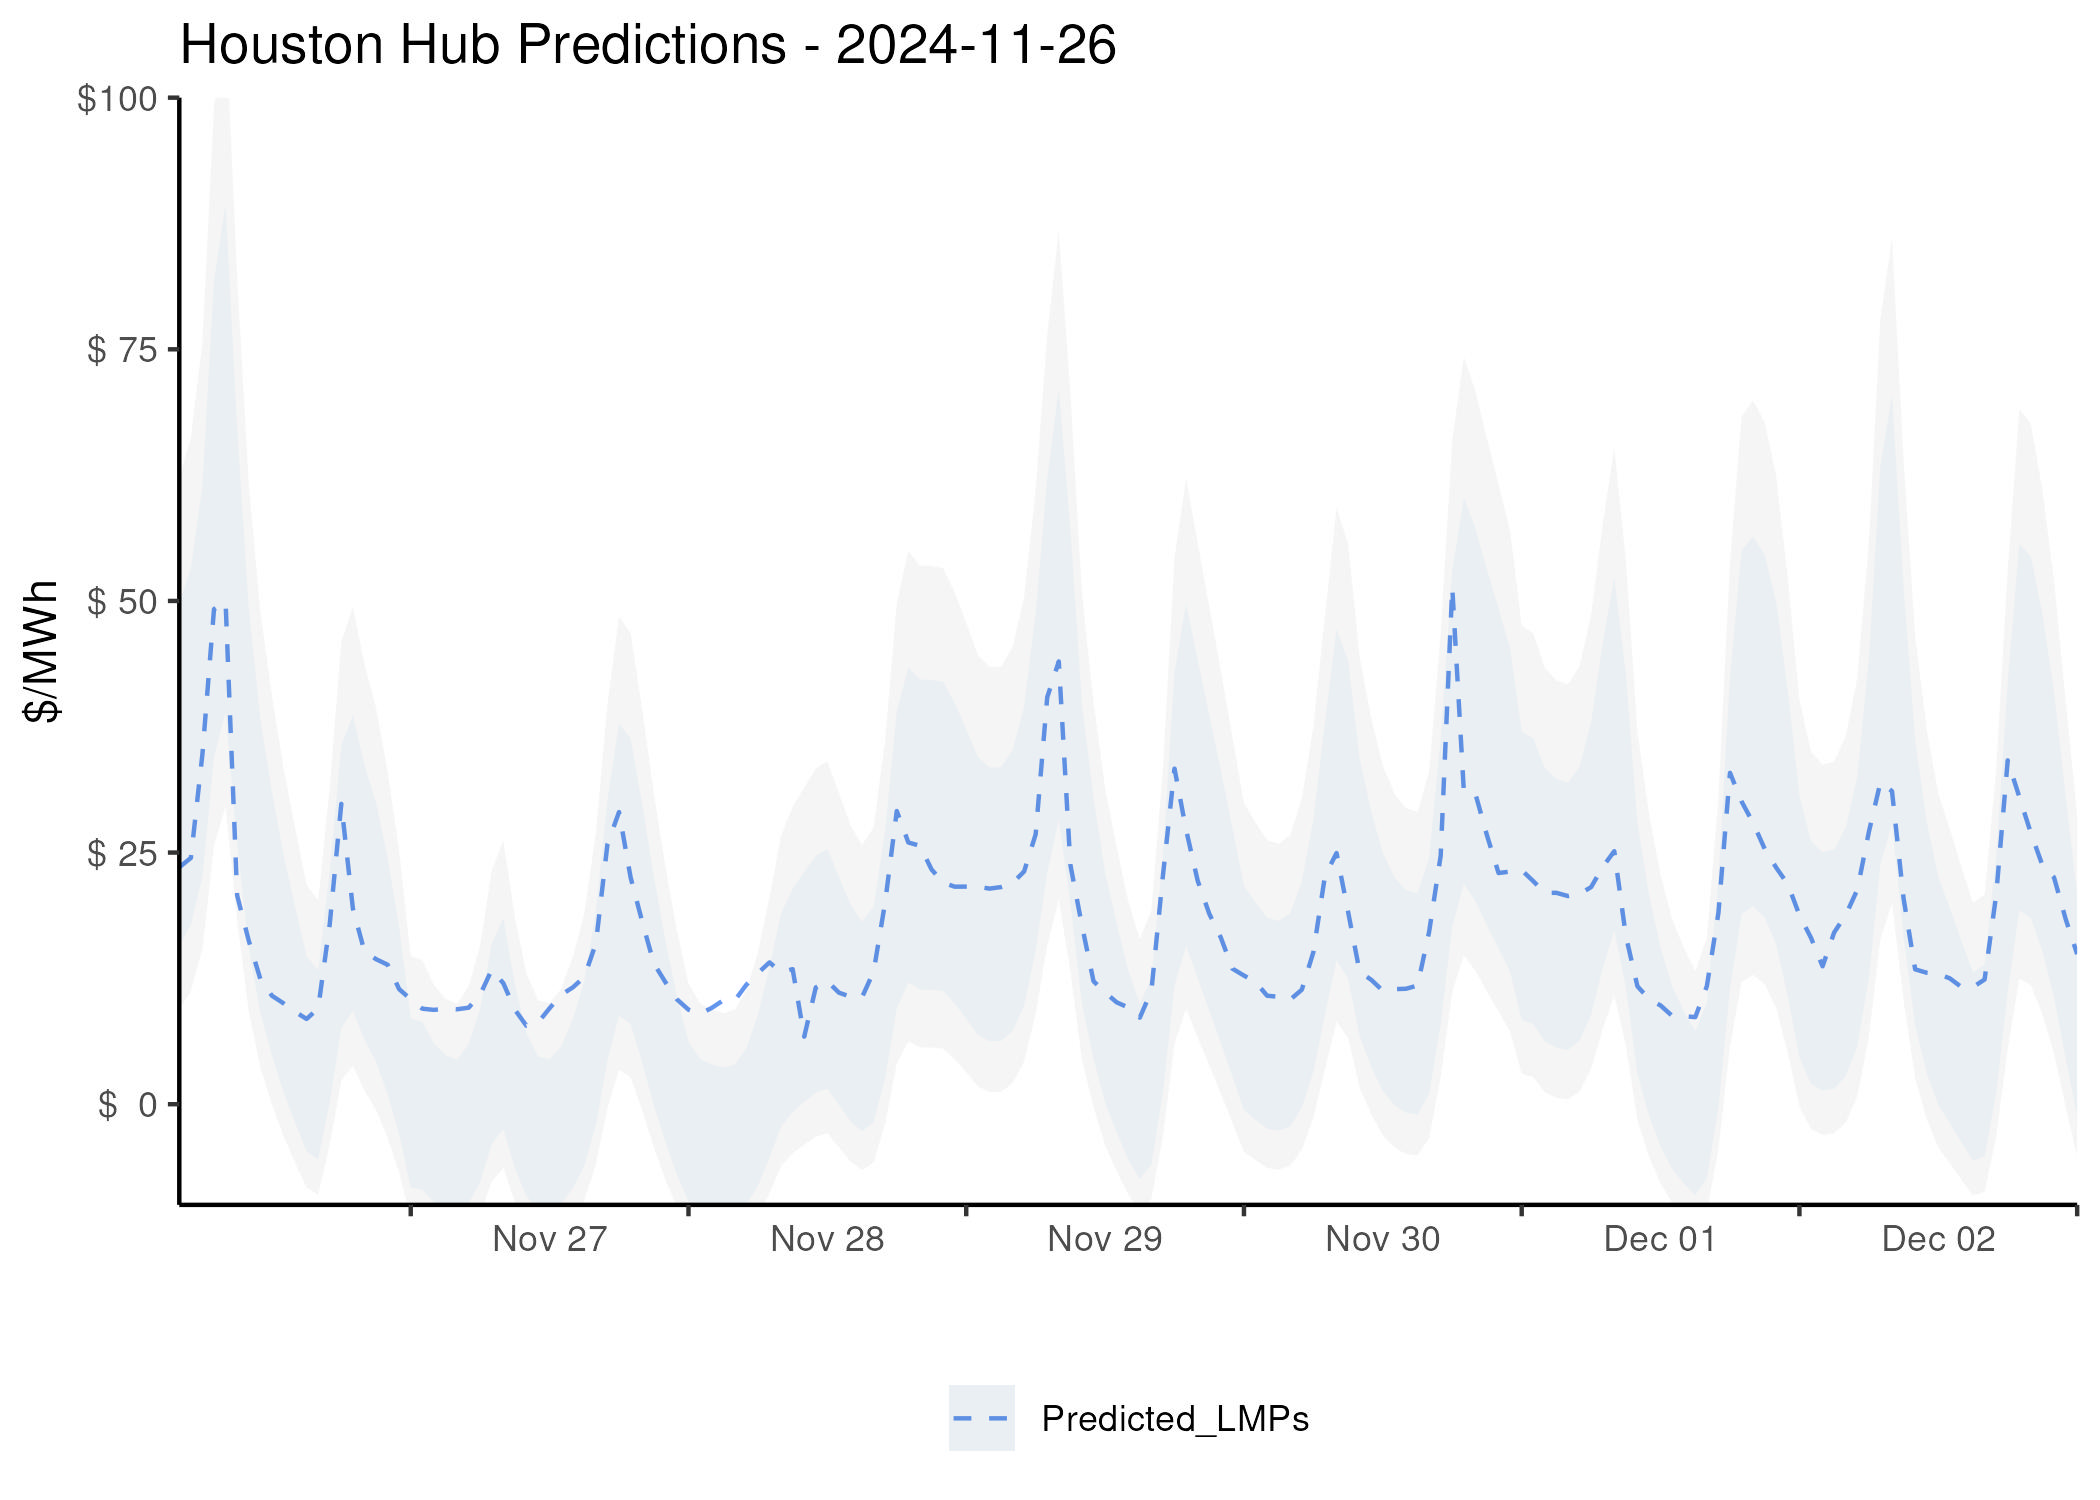 Houston Hub Predictions - 2024-11-26
$100
$ 75
$ 50
$ 25
$ 0
$/MWh
Nov 27 Nov 28 Nov 29 Nov 30 Dec 01 Dec 02
Predicted_LMPs